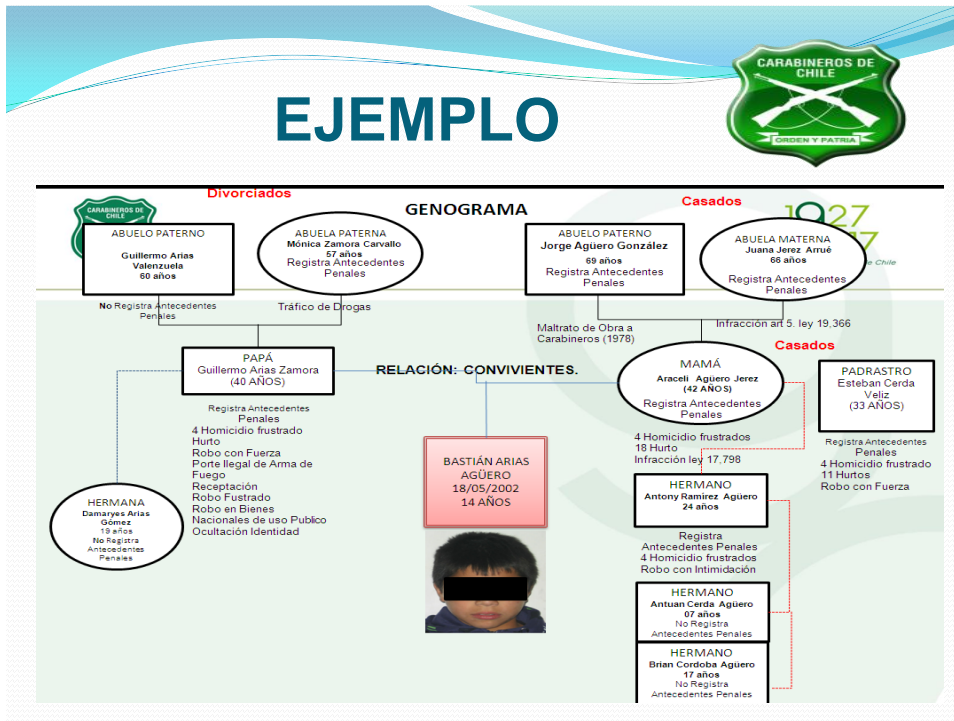 EJEMPLO
CARABINEROS DE
CHILE
ORDEN Y PATRIA
Divorciados
GENOGRAMA
Casados
CARABINEROS DE
CHILE
ABUELO PATERNO
Guillermo Arias
Valenzuela
60 años
No Registra Antecedentes
Penales
ABUELA PATERNA
Mónica Zamora Carvallo
57 años
Registra Antecedentes
Penales
Tráfico de Drogas
ABUELO PATERNO
Jorge Agüero González
69 años
Registra Antecedentes
Penales
Maltrato de Obra a
Carabineros (1978)
1927
17
de Chile
ABUELA MATERNA
Juana Jerez Arrué
66 años
Registra Antecedentes
Penales
Infracción art 5. ley 19,366
Casados
PAPÁ
Guillermo Arias Zamora
(40 AÑOS)
RELACIÓN: CONVIVIENTES.
MAMÁ
Araceli Agüero Jerez
(42 AÑOS)
Registra Antecedentes
Penales
PADRASTRO
Esteban Cerda
Veliz
(33 AÑOS)
Registra Antecedentes
Penales
4 Homicidio frustrado
Hurto
Robo con Fuerza
Porte Ilegal de Arma de
Fuego
Receptación
Robo Fustrado
Robo en Bienes
Nacionales de uso Publico
Ocultación Identidad
4 Homicidio frustrados
18 Hurto
Infracción ley 17,798
Registra Antecedentes
Penales
4 Homicidio frustrado
11 Hurtos
Robo con Fuerza
BASTIÁN ARIAS
AGÜERO
18/05/2002
14 AÑOS
HERMANA
Damaryes Arias
Gómez
19 años
No Registra
Antecedentes
Penales
HERMANO
Antony Ramirez Agüero
24 años
Registra
Antecedentes Penales
4 Homicidio frustrados
Robo con Intimidación
HERMANO
Antuan Cerda Agüero
07 años
No Registra
Antecedentes Penales
HERMANO
Brian Cordoba Agüero
17 años
No Registra
Antecedentes Penales